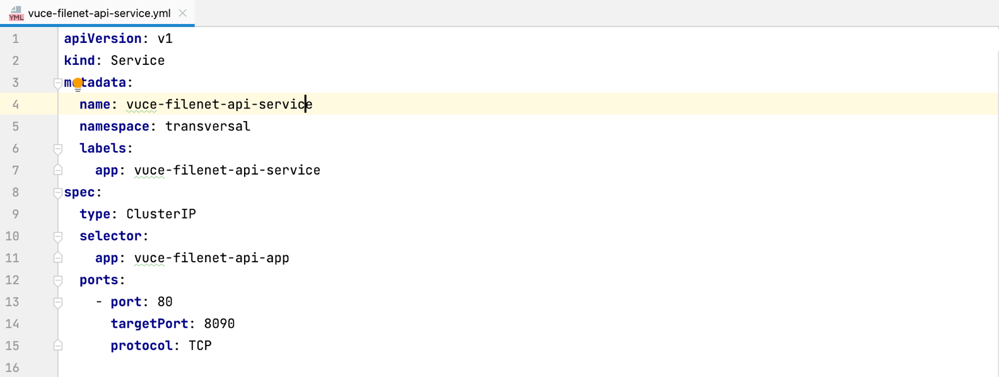 YML vuce-filenet-api-service.yml
1 apiVersion: v1
2 kind: Service
3 metadata:
4   name: vuce-filenet-api-service
5   namespace: transversal
6   labels:
7     app: vuce-filenet-api-service
8 spec:
9   type: ClusterIP
10   selector:
11     app: vuce-filenet-api-app
12   ports:
13     - port: 80
14       targetPort: 8090
15       protocol: TCP
16